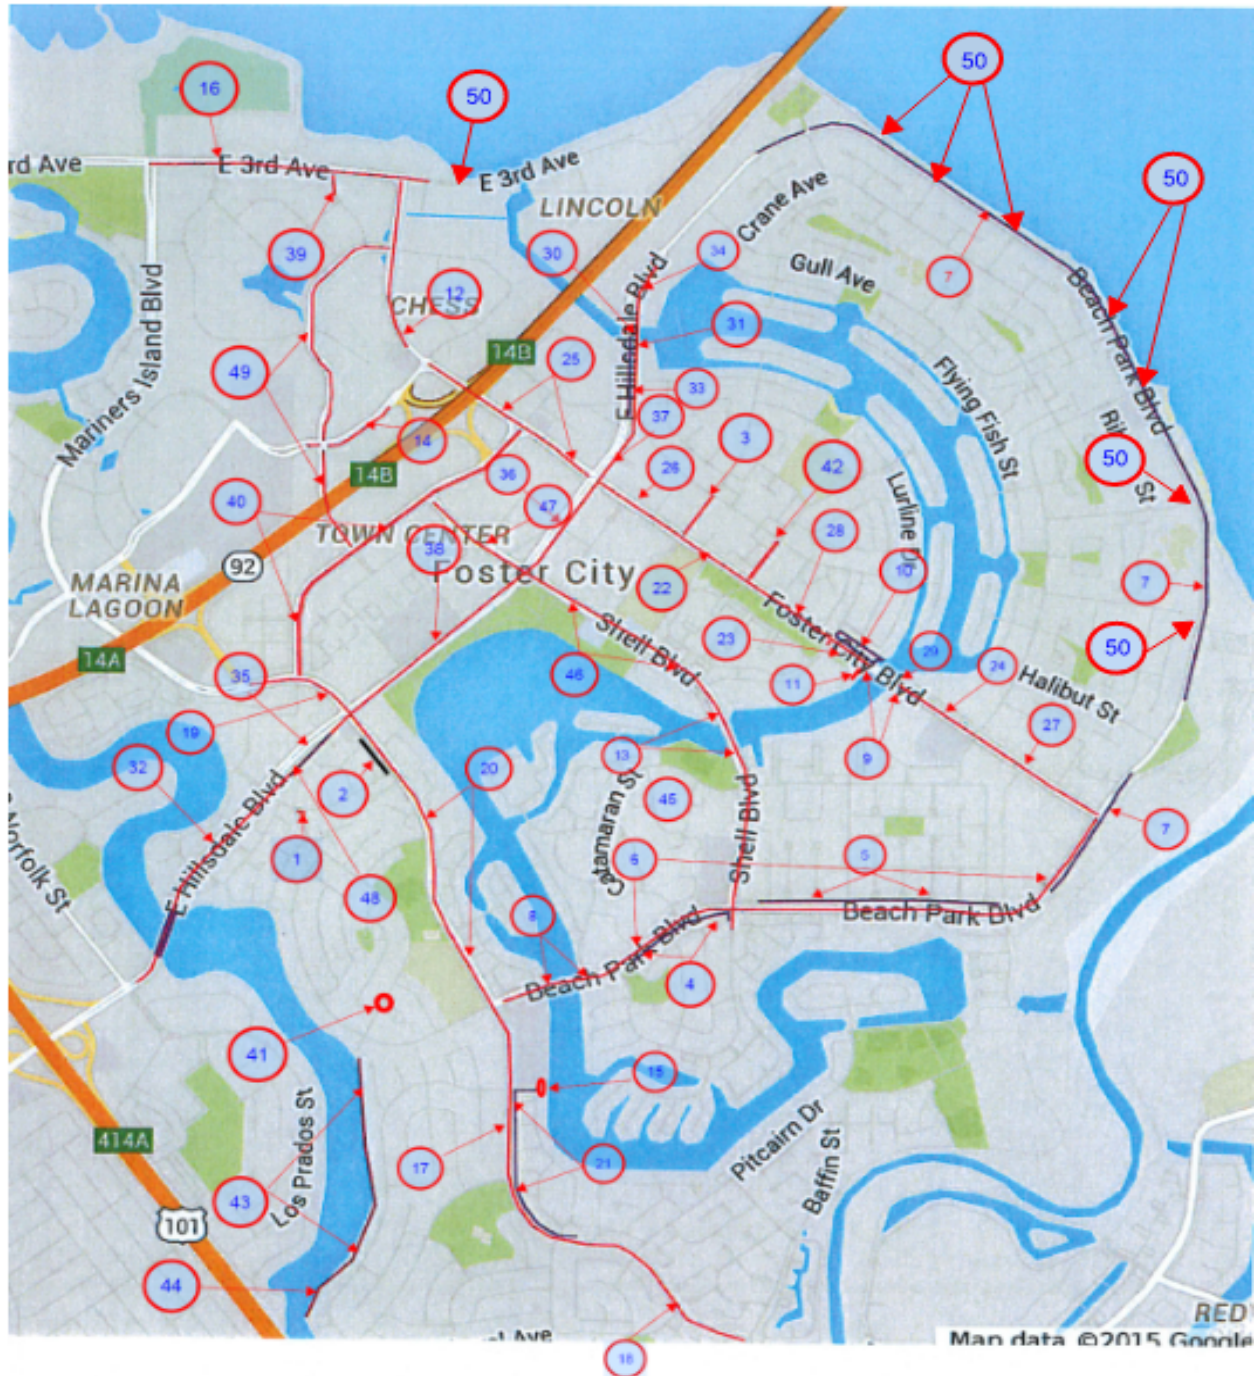 16
50
50
50
rd Ave
E 3rd Ave
E 3rd Ave
LINCOLN
Crane Ave
39
30
34
Gull Ave
7
12
CHESS
Mariners Island Blvd
E Hillsdale Blvd
31
Beach Park Blvd
14B
25
49
33
Flying Fish St
37
14
3
14B
36
26
42
50
40
47
Lurline Dr
28
TOWN CENTER
38
92
Foster City
MARINA
LAGOON
22
10
7
Foster City Blvd
Shell Blvd
23
50
14A
35
46
11
29
24
Halibut St
19
27
32
13
9
20
2
Catamaran St
45
Shell Blvd
7
Norfolk St
E Hillsdale Blvd
1
6
5
48
8
Beach Park Blvd
Beach Park Blvd
4
41
15
414A
Los Prados St
Pitcairn Dr
Baffin St
17
21
43
101
44
RED
Ave
Map data ©2015 Google
18